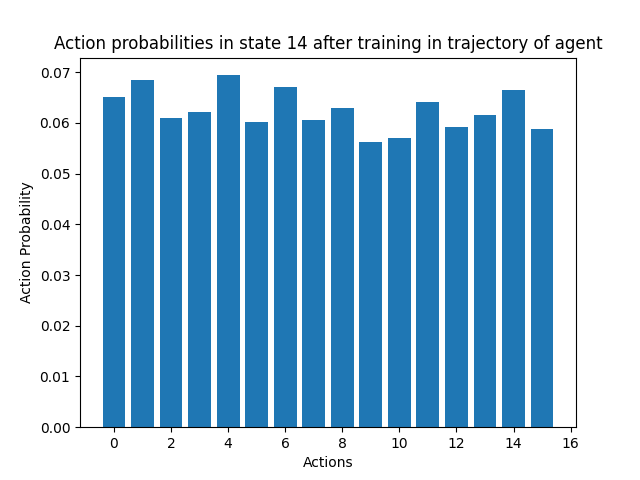 Action probabilities in state 14 after training in trajectory of agent
0.07
0.06
0.05
0.04
0.03
0.02
0.01
0.00
Action Probability
0 2 4 6 8 10 12 14 16
Actions